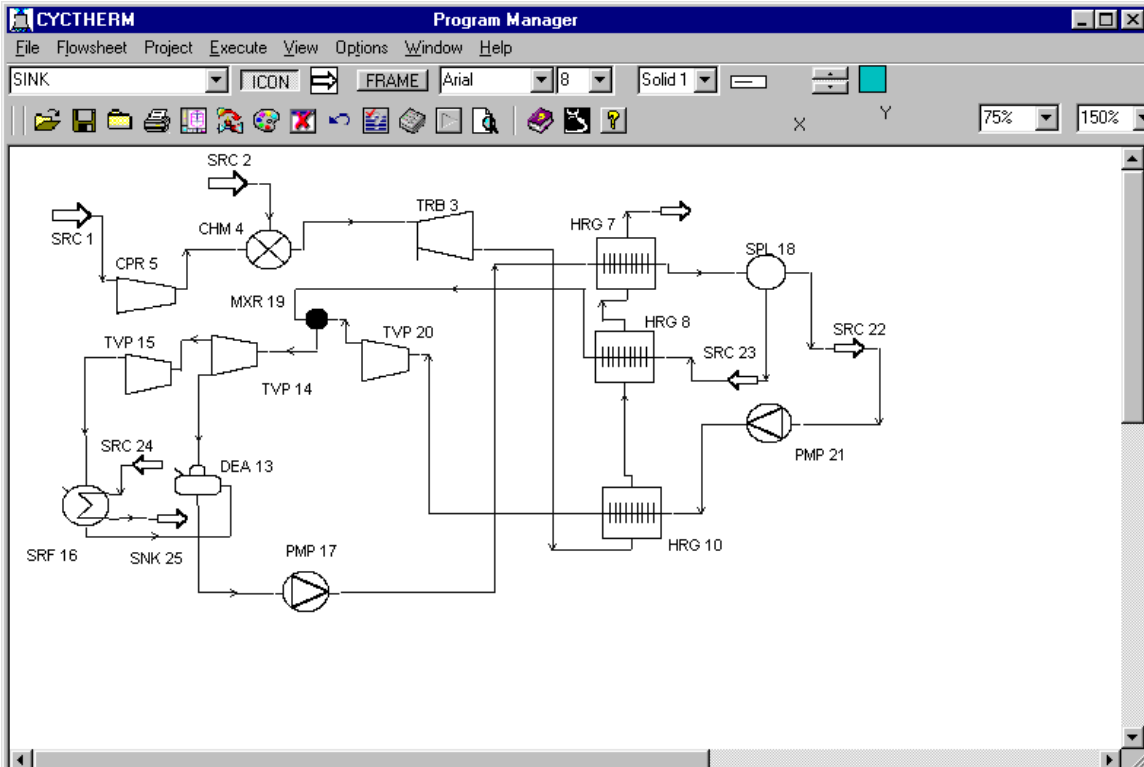 CYCTHERM Program Manager
File Flowsheet Project Execute View Options Window Help
SINK ICON FRAME Arial 8 Solid 1
X Y 75% 150%
SRC 2
SRC 1
CHM 4
TRB 3
HRG 7
CPR 5
SPL 18
MXR 19
TVP 20
HRG 8
SRC 22
TVP 15
SRC 23
TVP 14
SRC 24
DEA 13
PMP 21
SRF 16
SNK 25
PMP 17
HRG 10